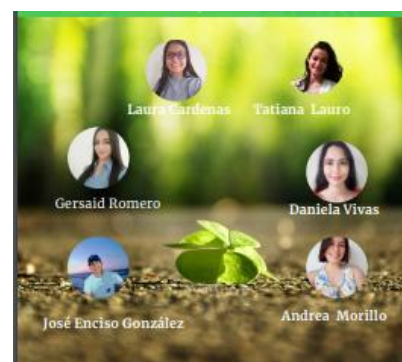 Laura Cardenas
Tatiana Lauro
Gersaid Romero
Daniela Vivas
José Enciso González
Andrea Morillo